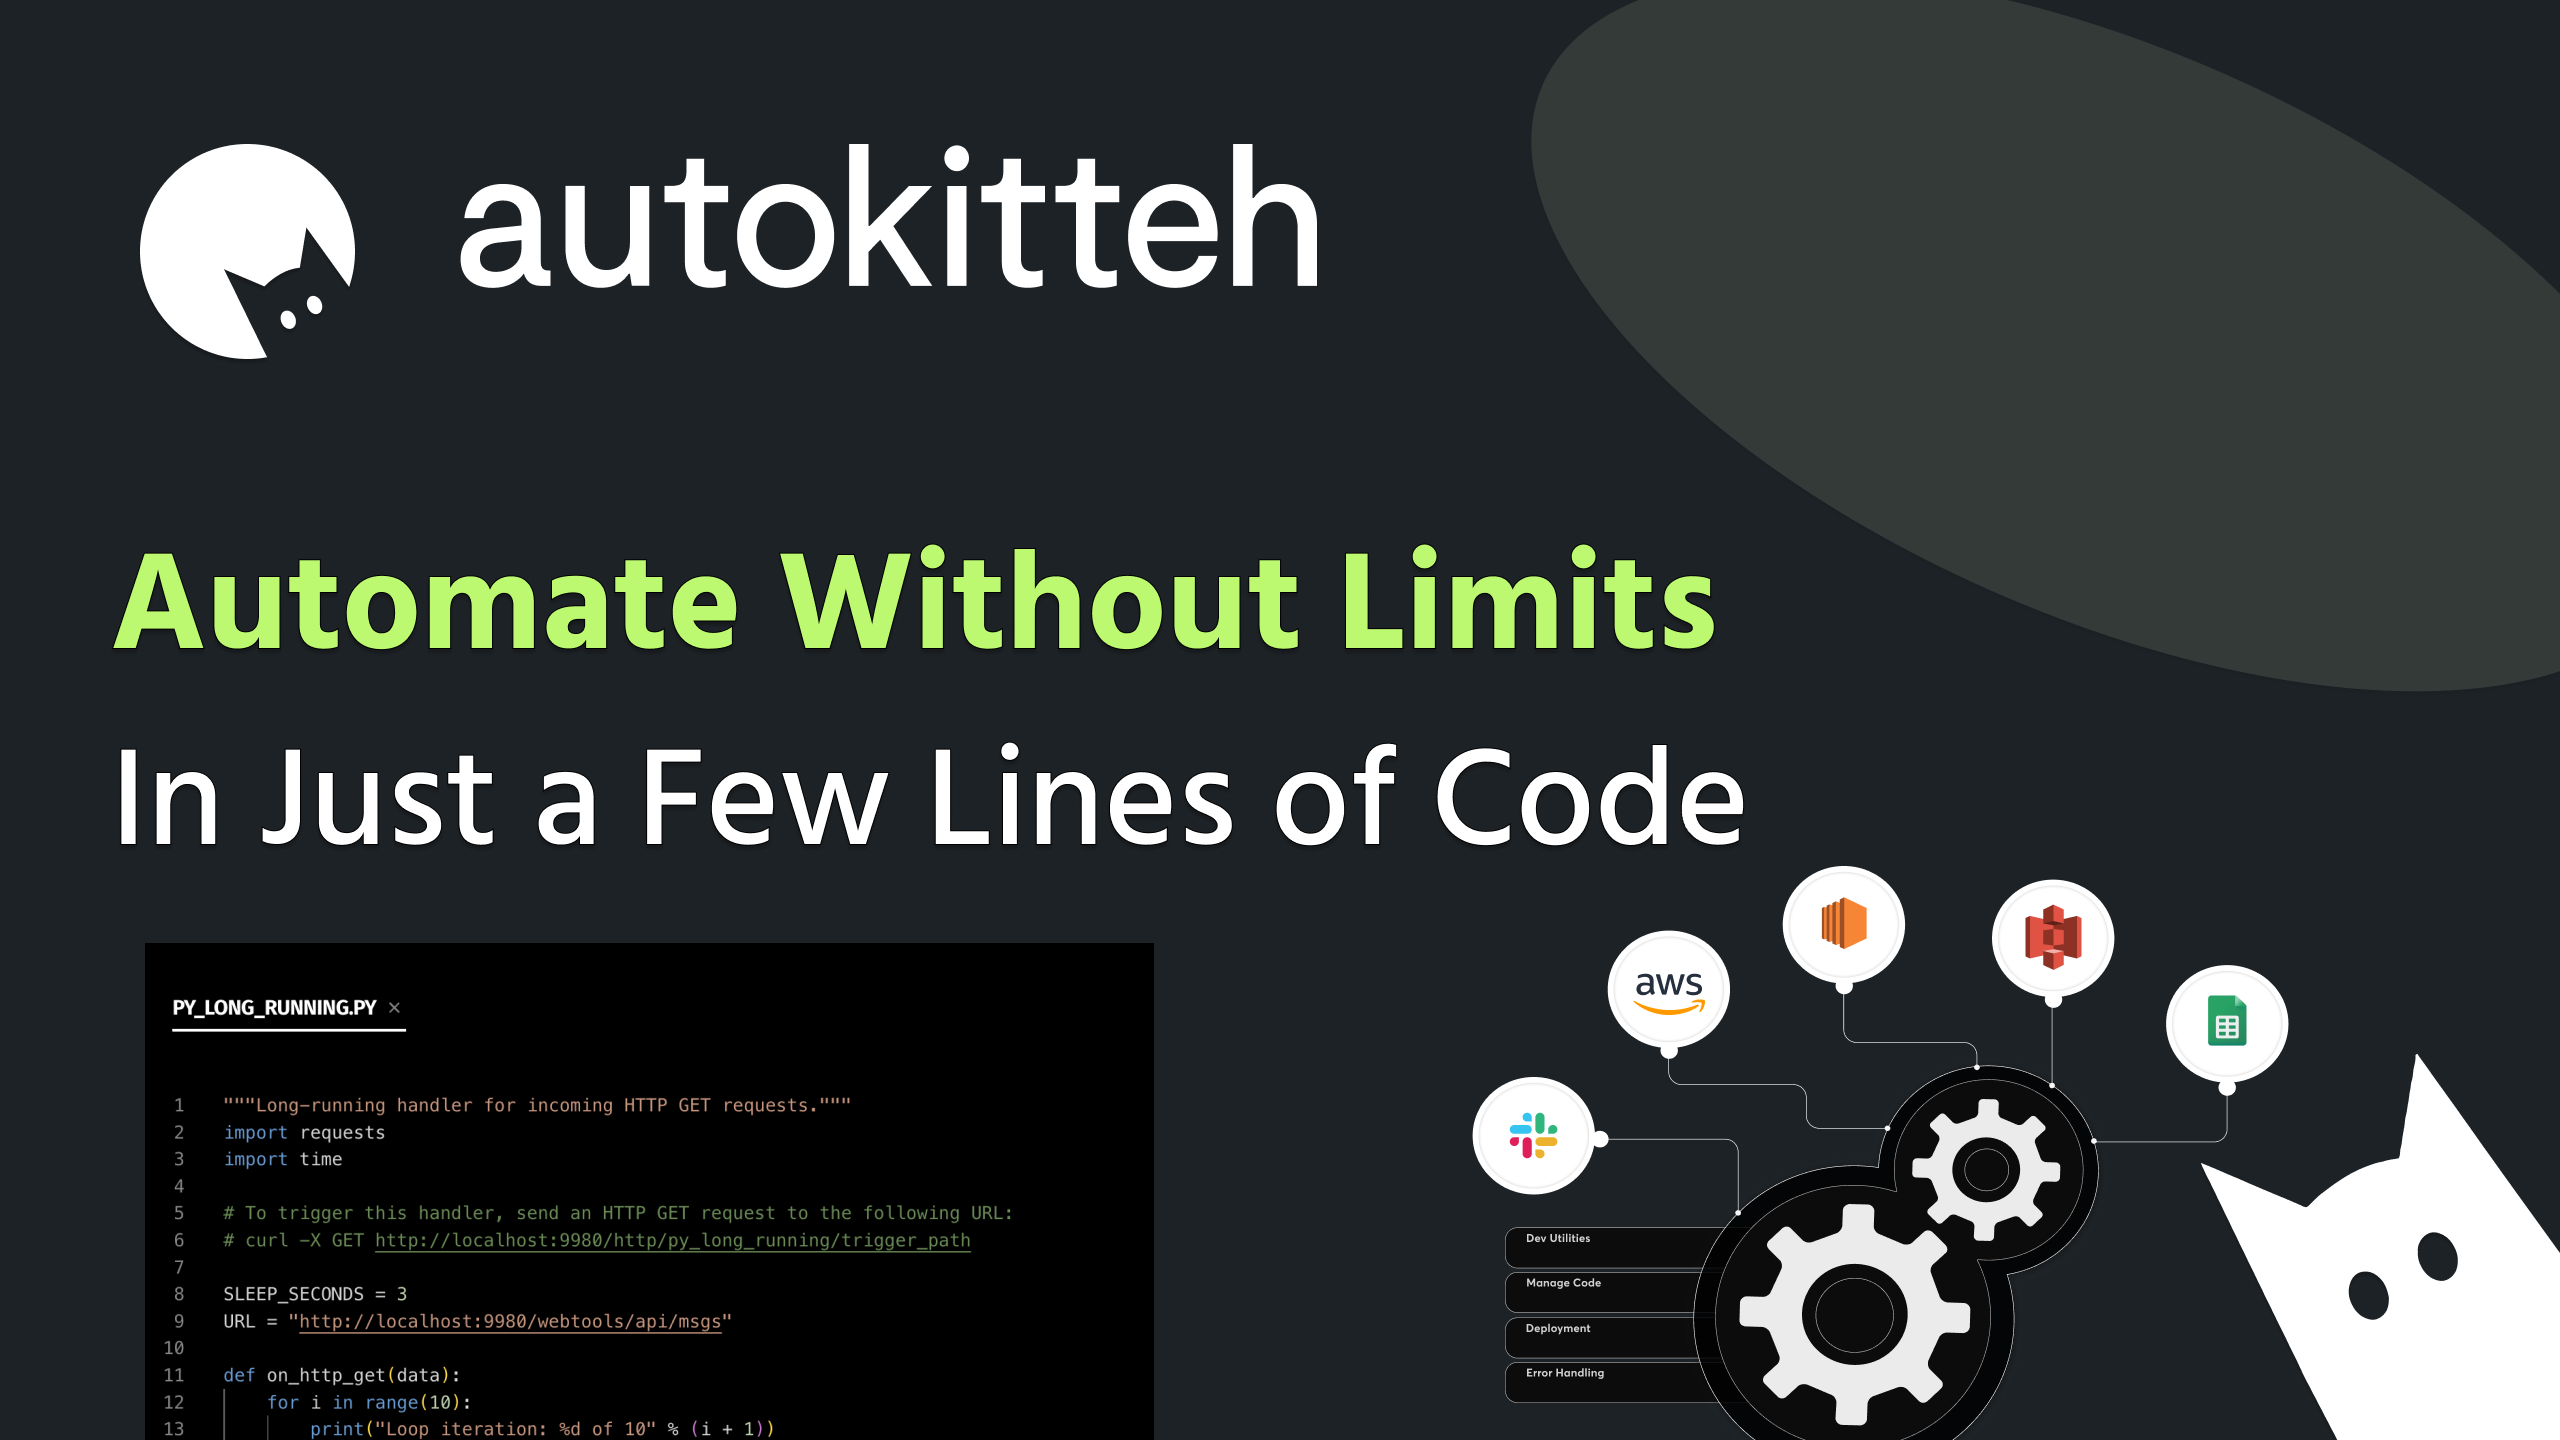 autokitteh
Automate Without Limits
In Just a Few Lines of Code
PY_LONG_RUNNING.PY ×
1 """Long-running handler for incoming HTTP GET requests."""
2 import requests
3 import time
4
5 # To trigger this handler, send an HTTP GET request to the following URL:
6 # curl -X GET http://localhost:9980/http/py_long_running/trigger_path
7
8 SLEEP_SECONDS = 3
9 URL = "http://localhost:9980/webtools/api/msgs"
10
11 def on_http_get(data):
12 for i in range(10):
13 print("Loop iteration: %d of 10" % (i + 1))
aws
Dev Utilities
Manage Code
Deployment
Error Handling